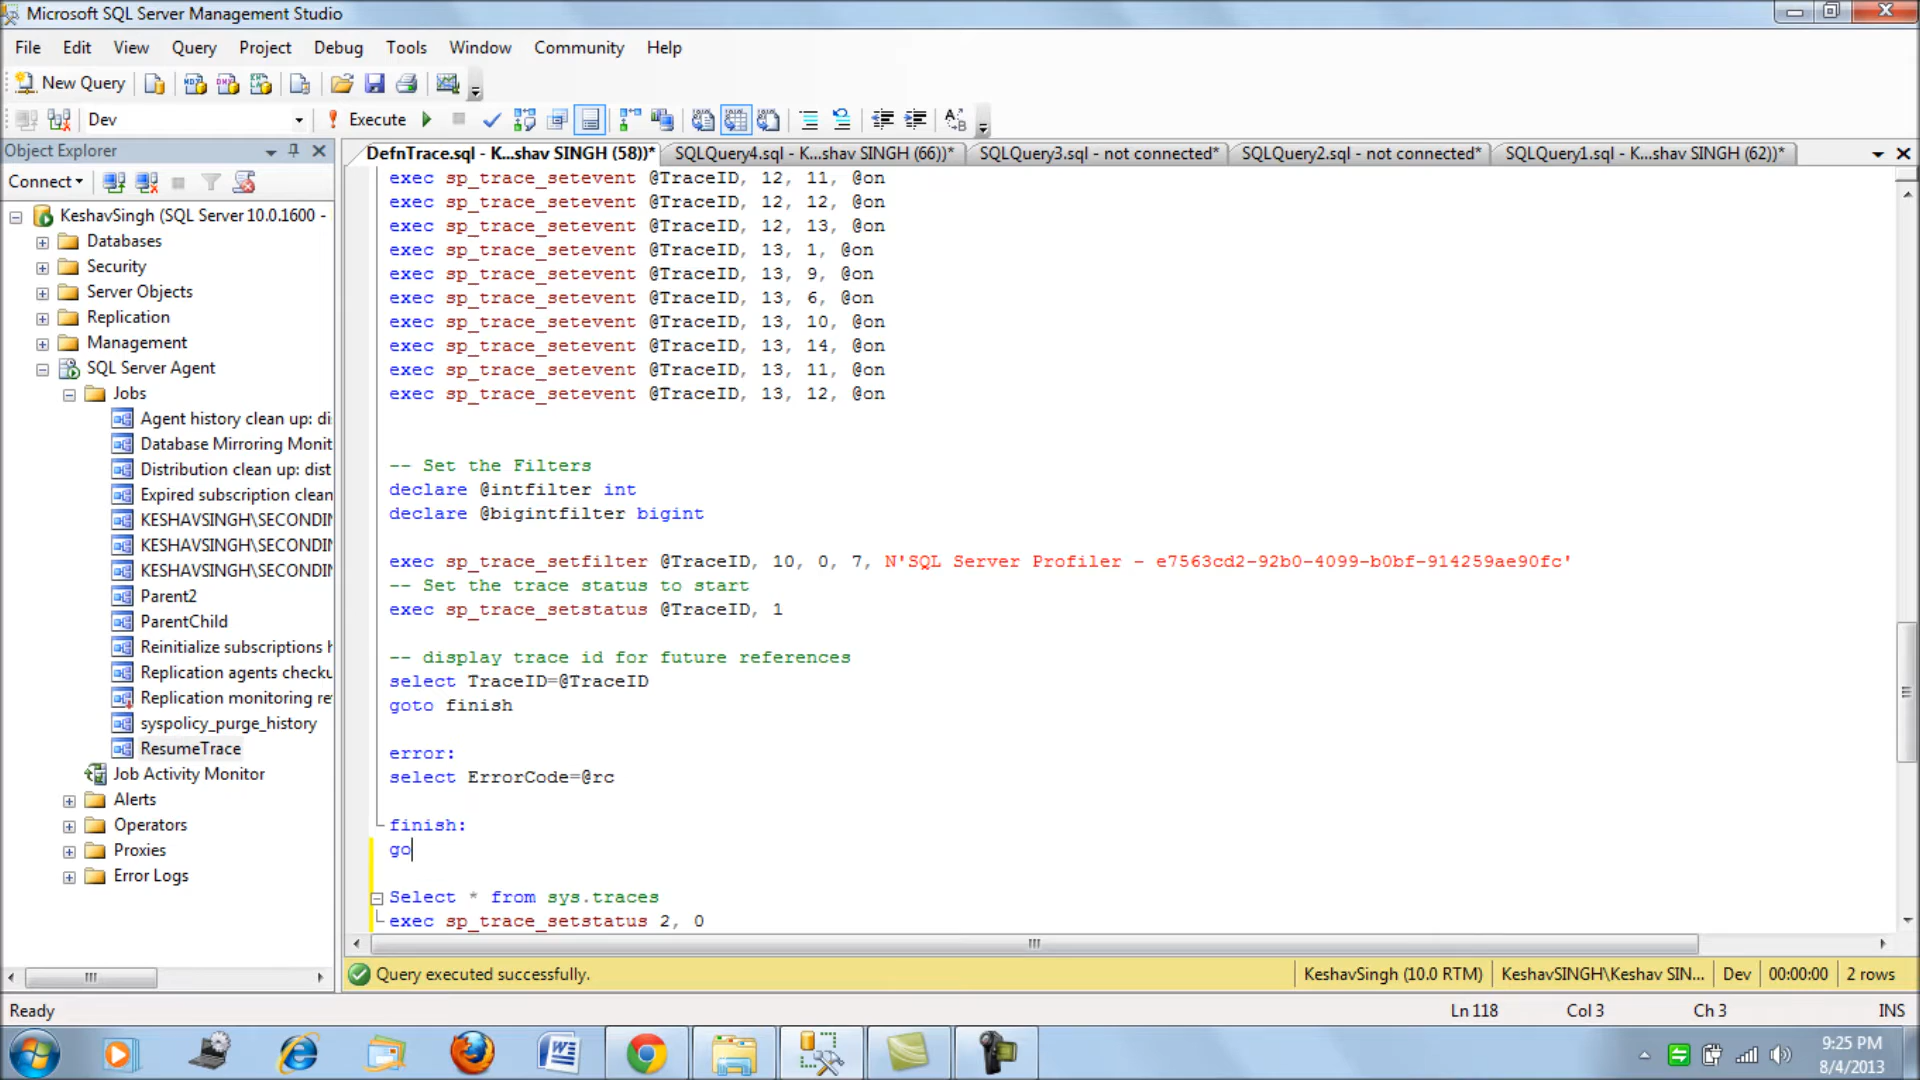 Microsoft SQL Server Management Studio
File Edit View Query Project Debug Tools Window Community Help
New Query
Dev Execute
Object Explorer
Connect
KeshavSingh (SQL Server 10.0.1600 -
Databases
Security
Server Objects
Replication
Management
SQL Server Agent
Jobs
Agent history clean up: di
Database Mirroring Monit
Distribution clean up: dist
Expired subscription clean
KESHAVSINGH\SECONDIN
KESHAVSINGH\SECONDIN
KESHAVSINGH\SECONDIN
Parent2
ParentChild
Reinitialize subscriptions h
Replication agents checku
Replication monitoring re
syspolicy_purge_history
ResumeTrace
Job Activity Monitor
Alerts
Operators
Proxies
Error Logs
DefnTrace.sql - K...shav SINGH (58))* SQLQuery4.sql - K...shav SINGH (66))* SQLQuery3.sql - not connected* SQLQuery2.sql - not connected* SQLQuery1.sql - K...shav SINGH (62))*
exec sp_trace_setevent @TraceID, 12, 11, @on
exec sp_trace_setevent @TraceID, 12, 12, @on
exec sp_trace_setevent @TraceID, 12, 13, @on
exec sp_trace_setevent @TraceID, 13, 1, @on
exec sp_trace_setevent @TraceID, 13, 9, @on
exec sp_trace_setevent @TraceID, 13, 6, @on
exec sp_trace_setevent @TraceID, 13, 10, @on
exec sp_trace_setevent @TraceID, 13, 14, @on
exec sp_trace_setevent @TraceID, 13, 11, @on
exec sp_trace_setevent @TraceID, 13, 12, @on
-- Set the Filters
declare @intfilter int
declare @bigintfilter bigint
exec sp_trace_setfilter @TraceID, 10, 0, 7, N'SQL Server Profiler - e7563cd2-92b0-4099-b0bf-914259ae90fc'
-- Set the trace status to start
exec sp_trace_setstatus @TraceID, 1
-- display trace id for future references
select TraceID=@TraceID
goto finish
error:
select ErrorCode=@rc
finish:
go
Select * from sys.traces
exec sp_trace_setstatus 2, 0
Query executed successfully. KeshavSingh (10.0 RTM) KeshavSINGH\Keshav SIN... Dev 00:00:00 2 rows
Ready Ln 118 Col 3 Ch 3 INS
9:25 PM
8/4/2013